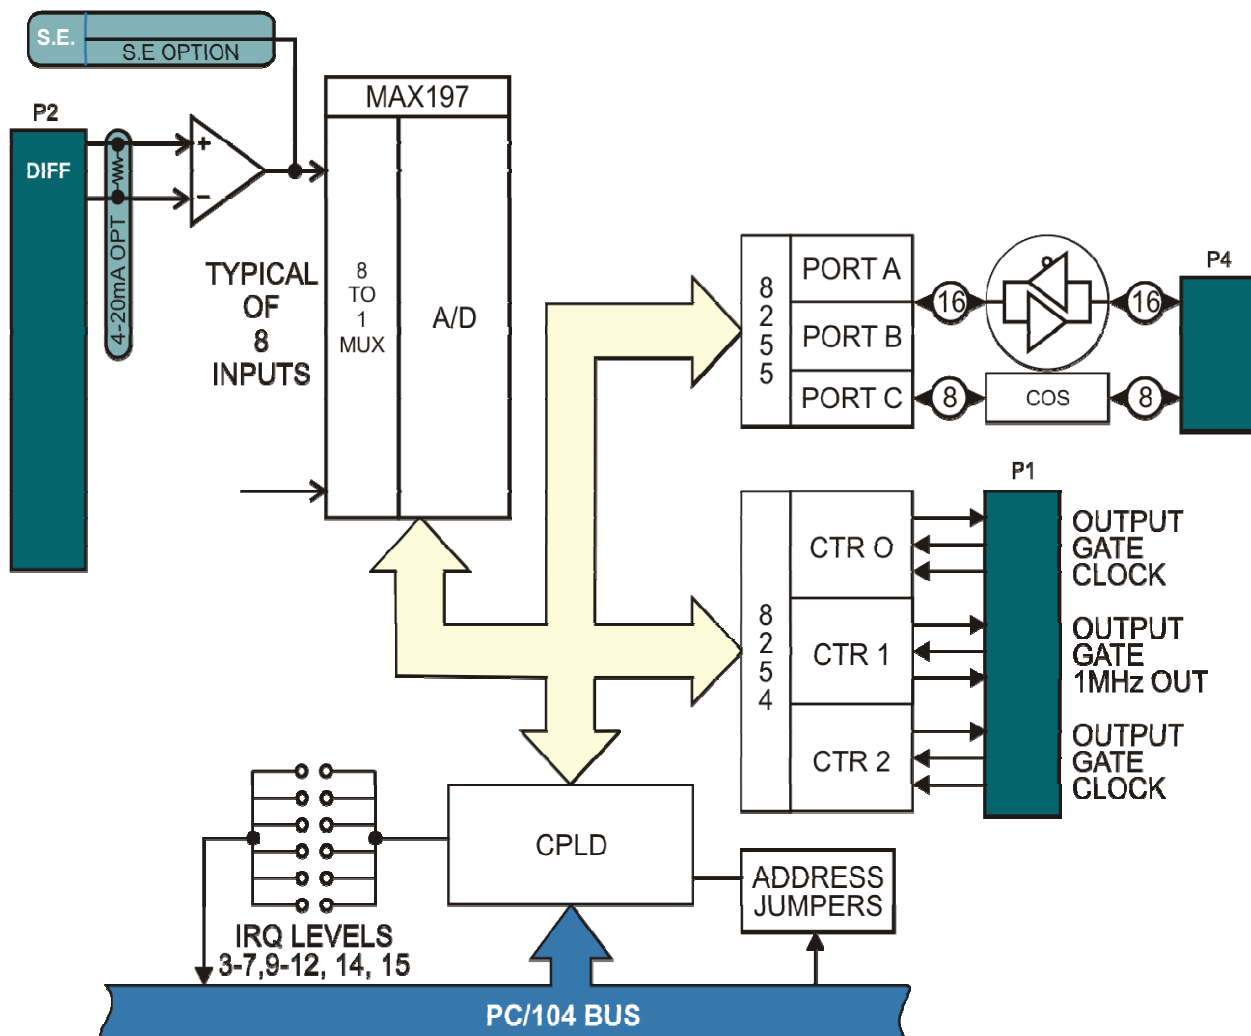 S.E.
S.E OPTION
P2
DIFF
4-20mA OPT
+
−
MAX197
8
TO
1
MUX
A/D
TYPICAL
OF
8
INPUTS
8
2
5
5
PORT A
PORT B
PORT C
16
16
8
COS
8
P4
8
2
5
4
CTR O
CTR 1
CTR 2
P1
OUTPUT
GATE
CLOCK
OUTPUT
GATE
1MHz OUT
OUTPUT
GATE
CLOCK
CPLD
ADDRESS
JUMPERS
IRQ LEVELS
3-7,9-12, 14, 15
PC/104 BUS